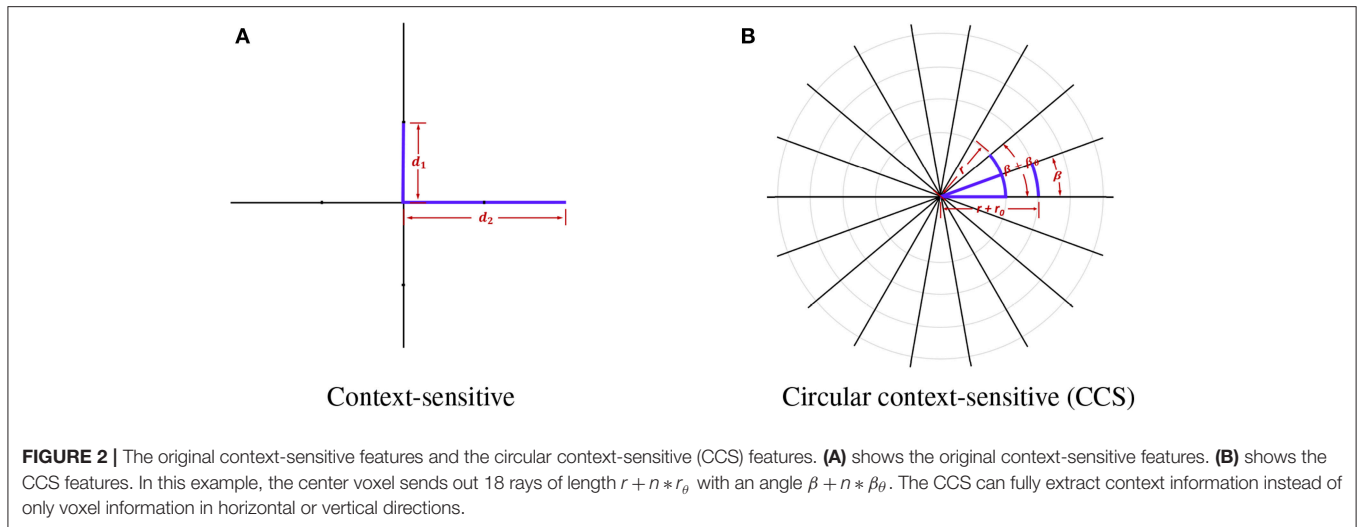 A
B
d₁
d₂
r
β + βθ
β
r + r₀
Context-sensitive
Circular context-sensitive (CCS)
FIGURE 2 | The original context-sensitive features and the circular context-sensitive (CCS) features. (A) shows the original context-sensitive features. (B) shows the
CCS features. In this example, the center voxel sends out 18 rays of length r + n ∗ rθ with an angle β + n ∗ βθ. The CCS can fully extract context information instead of
only voxel information in horizontal or vertical directions.